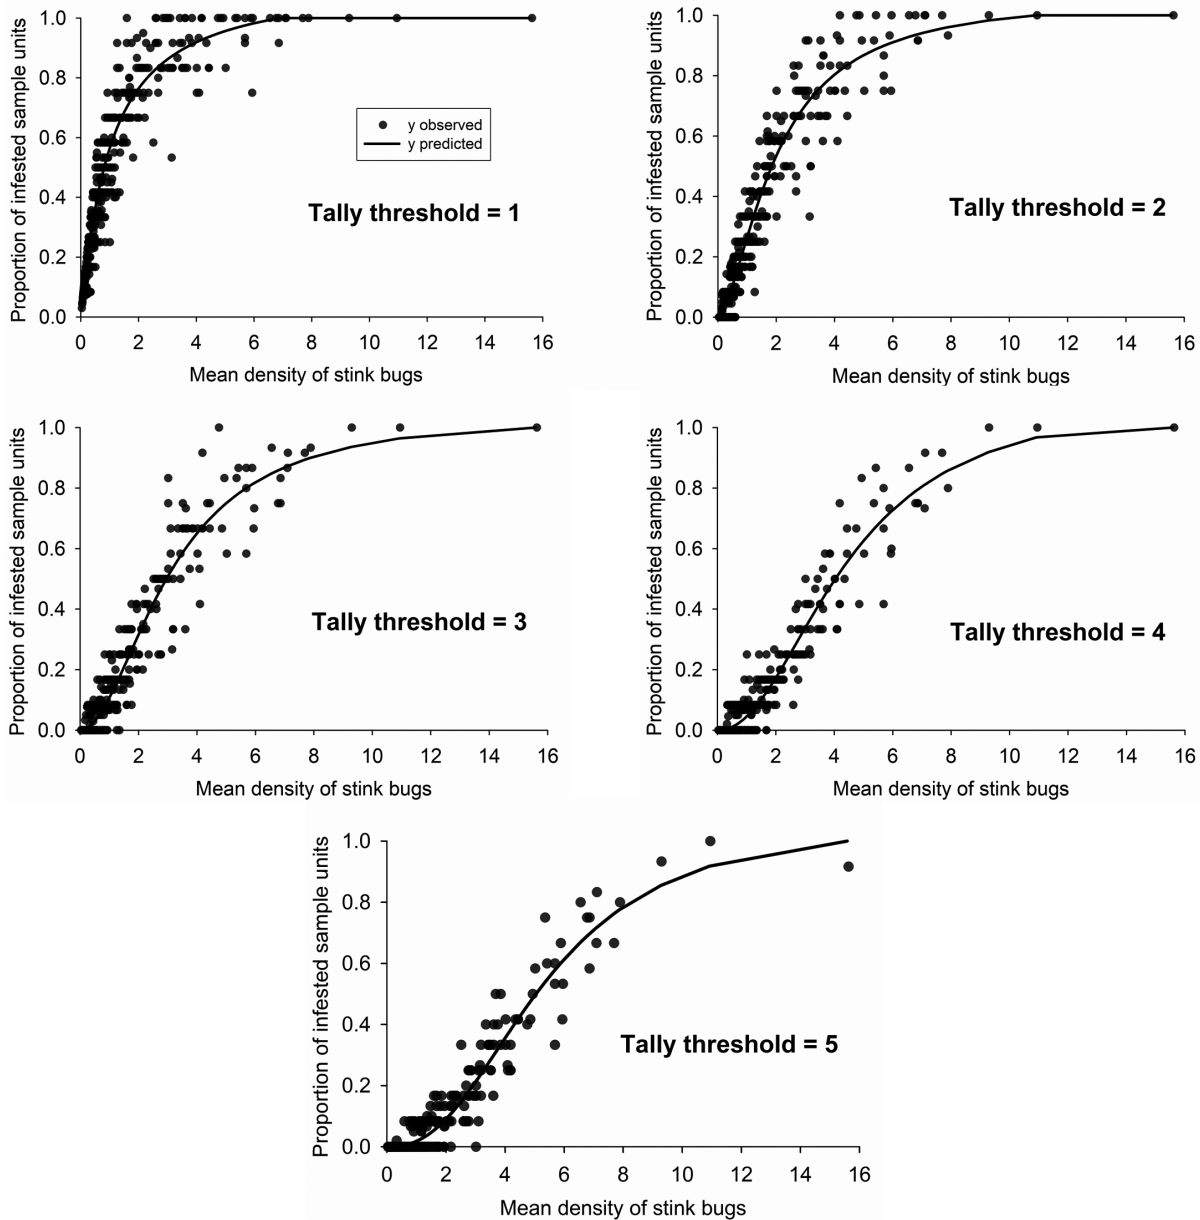 Proportion of infested sample units
1.0
0.8
0.6
0.4
0.2
0.0
y observed
y predicted
Tally threshold = 1
0 2 4 6 8 10 12 14 16
Mean density of stink bugs
Proportion of infested sample units
1.0
0.8
0.6
0.4
0.2
0.0
Tally threshold = 2
0 2 4 6 8 10 12 14 16
Mean density of stink bugs
Proportion of infested sample units
1.0
0.8
0.6
0.4
0.2
0.0
Tally threshold = 3
0 2 4 6 8 10 12 14 16
Mean density of stink bugs
Proportion of infested sample units
1.0
0.8
0.6
0.4
0.2
0.0
Tally threshold = 4
0 2 4 6 8 10 12 14 16
Mean density of stink bugs
Proportion of infested sample units
1.0
0.8
0.6
0.4
0.2
0.0
Tally threshold = 5
0 2 4 6 8 10 12 14 16
Mean density of stink bugs